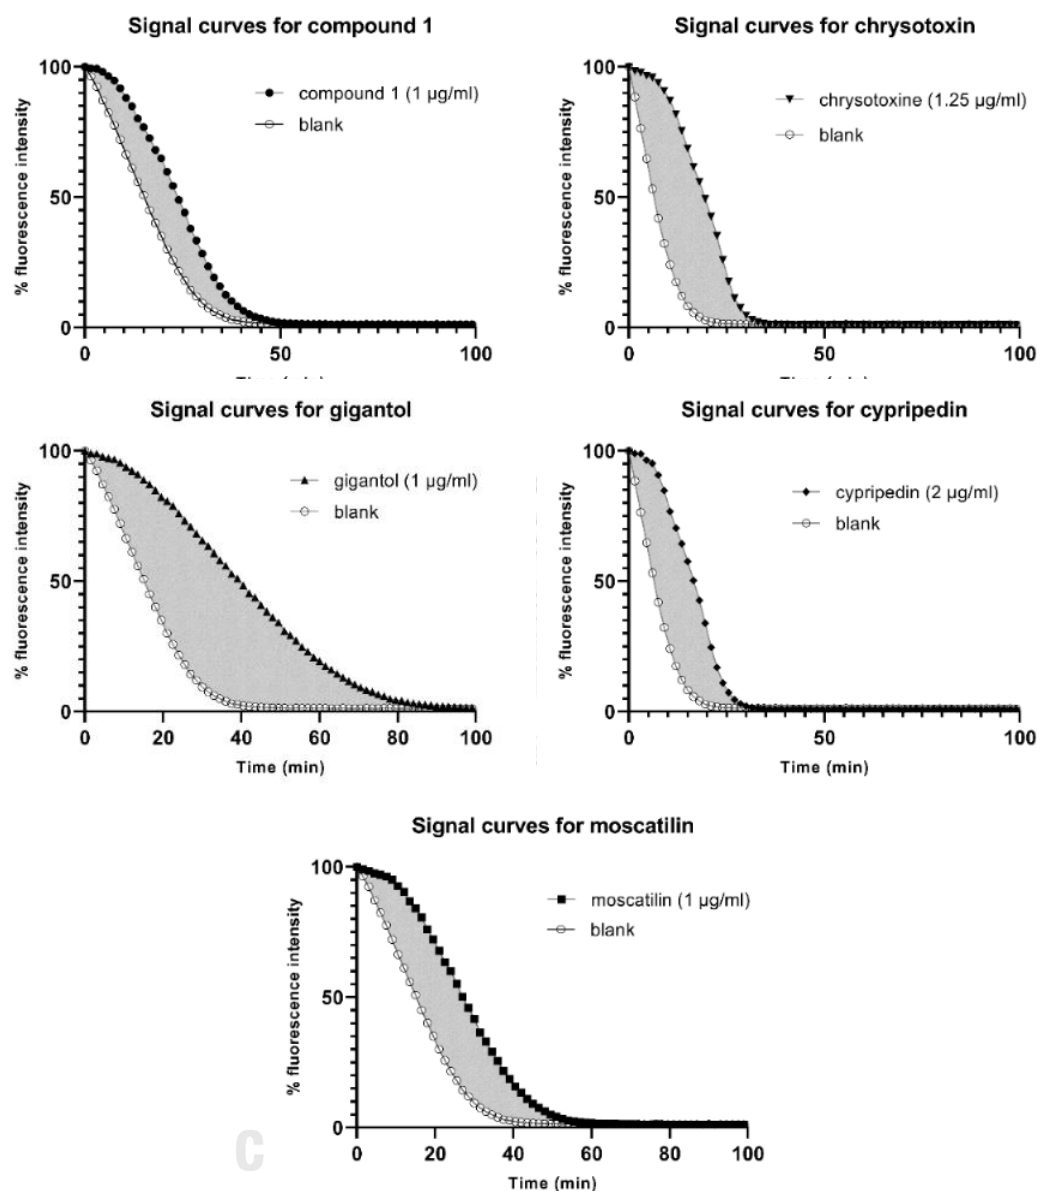 Signal curves for compound 1
% fluorescence intensity
100
50
0
compound 1 (1 µg/ml)
blank
0 50 100
Time (min)
Signal curves for chrysotoxin
% fluorescence intensity
100
50
0
chrysotoxine (1.25 µg/ml)
blank
0 50 100
Time (min)
Signal curves for gigantol
% fluorescence intensity
100
50
0
gigantol (1 µg/ml)
blank
0 20 40 60 80 100
Time (min)
Signal curves for cypripedin
% fluorescence intensity
100
50
0
cypripedin (2 µg/ml)
blank
0 50 100
Time (min)
Signal curves for moscatilin
% fluorescence intensity
100
50
0
moscatilin (1 µg/ml)
blank
0 20 40 60 80 100
Time (min)
C